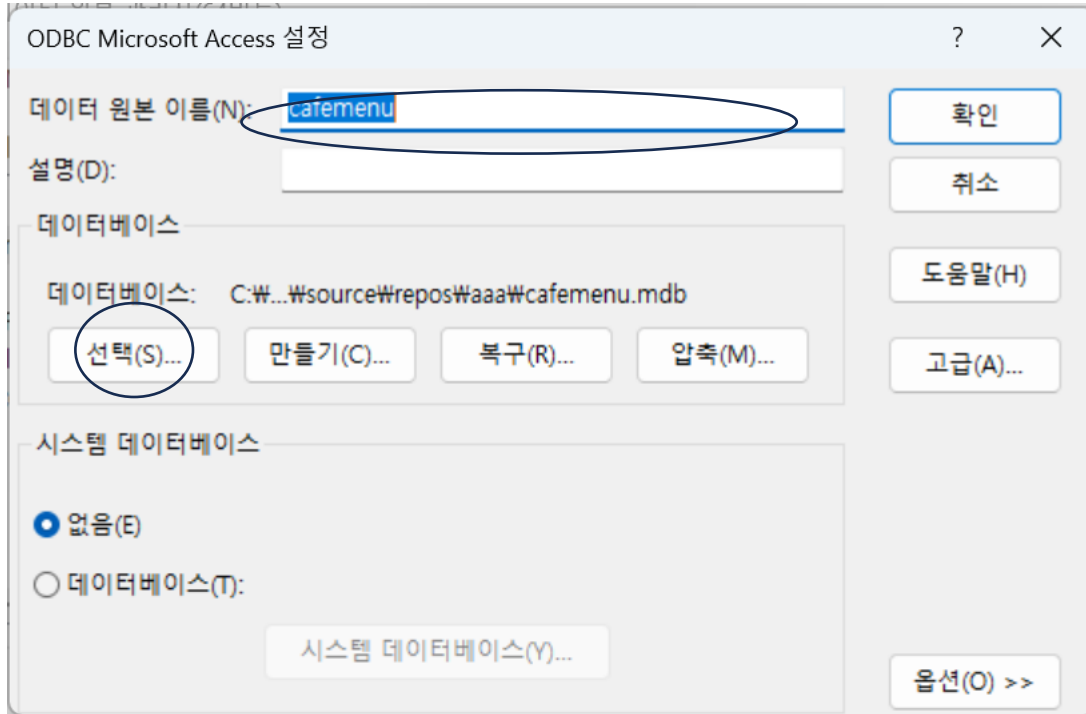 ODBC Microsoft Access 설정
데이터 원본 이름(N): cafemenu
확인
설명(D):
취소
데이터베이스
도움말(H)
데이터베이스: C:₩...₩source₩repos₩aaa₩cafemenu.mdb
선택(S)... 만들기(C)... 복구(R)... 압축(M)...
고급(A)...
시스템 데이터베이스
없음(E)
데이터베이스(T):
시스템 데이터베이스(Y)...
옵션(O) >>